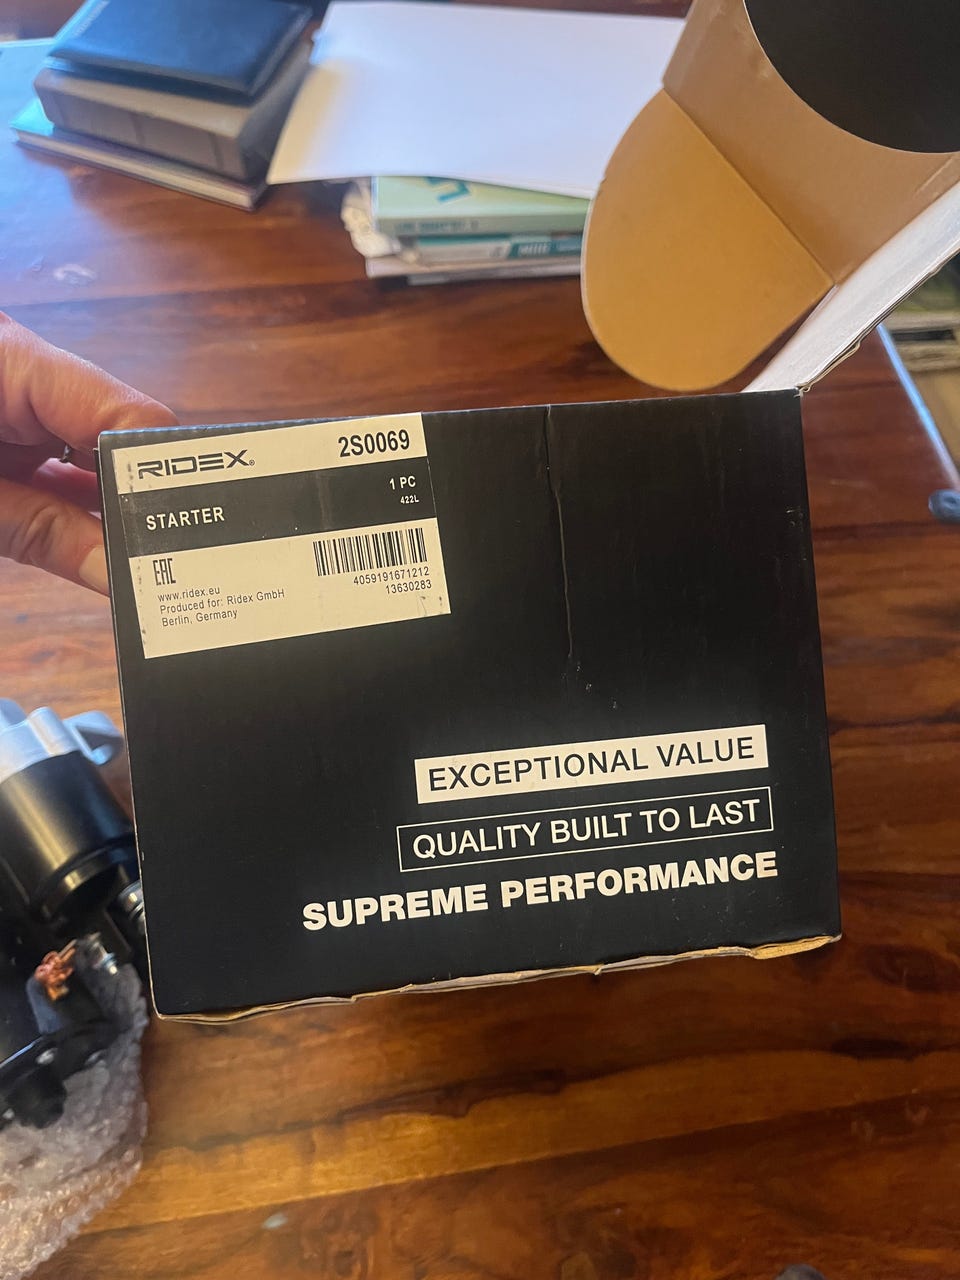 RIDEX®
2S0069
STARTER
1 PC
422L
EAC
www.ridex.eu
Produced for: Ridex GmbH
Berlin, Germany
4059191671212
13630283
EXCEPTIONAL VALUE
QUALITY BUILT TO LAST
SUPREME PERFORMANCE